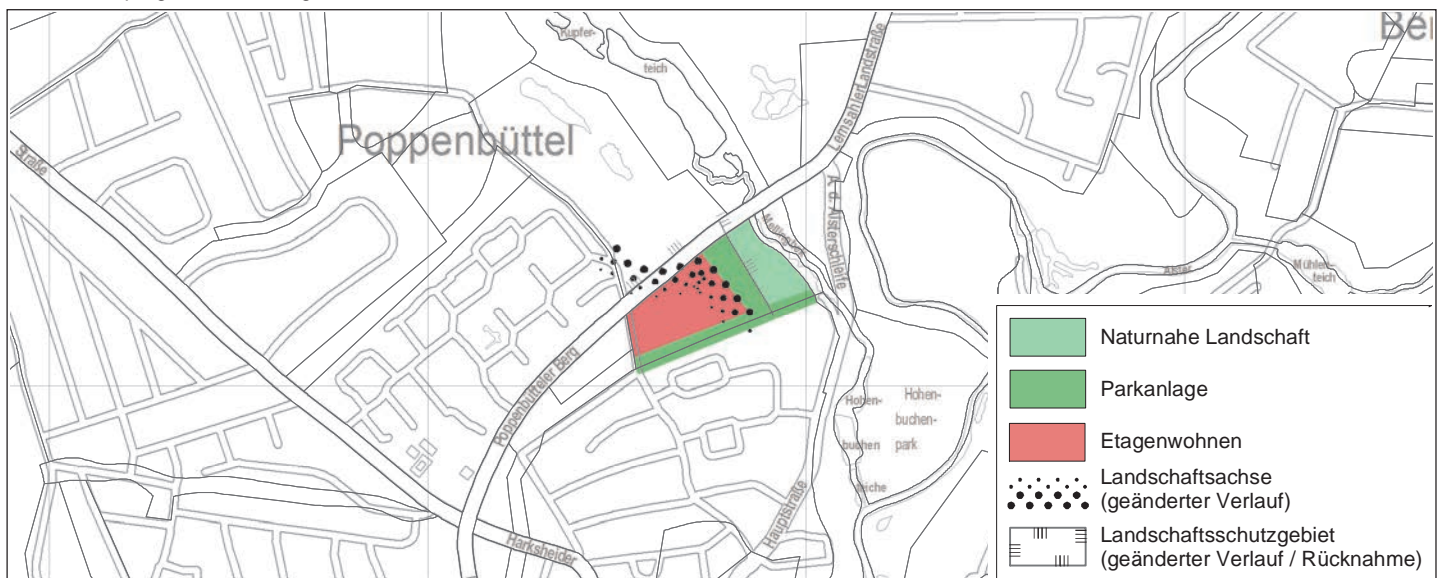 Kupfer-
teich
Lemsahler Landstraße
Poppenbüttel
Straße
Mellingbek
A. d. Alsterschleife
Alster
Mühlen-
teich
Poppenbütteler Berg
Hohen-
buchen
teiche
Hohen-
buchen-
park
Hauptstraße
Harksheider
Naturnahe Landschaft
Parkanlage
Etagenwohnen
Landschaftsachse
(geänderter Verlauf)
Landschaftsschutzgebiet
(geänderter Verlauf / Rücknahme)